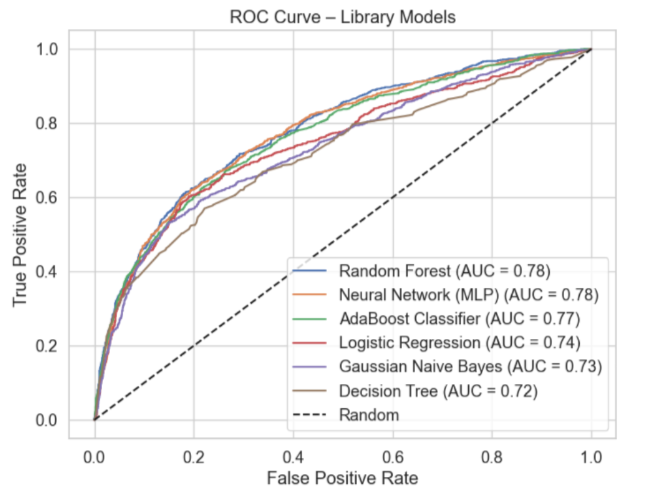 ROC Curve – Library Models
True Positive Rate
1.0
0.8
0.6
0.4
0.2
0.0
Random Forest (AUC = 0.78)
Neural Network (MLP) (AUC = 0.78)
AdaBoost Classifier (AUC = 0.77)
Logistic Regression (AUC = 0.74)
Gaussian Naive Bayes (AUC = 0.73)
Decision Tree (AUC = 0.72)
Random
0.0 0.2 0.4 0.6 0.8 1.0
False Positive Rate